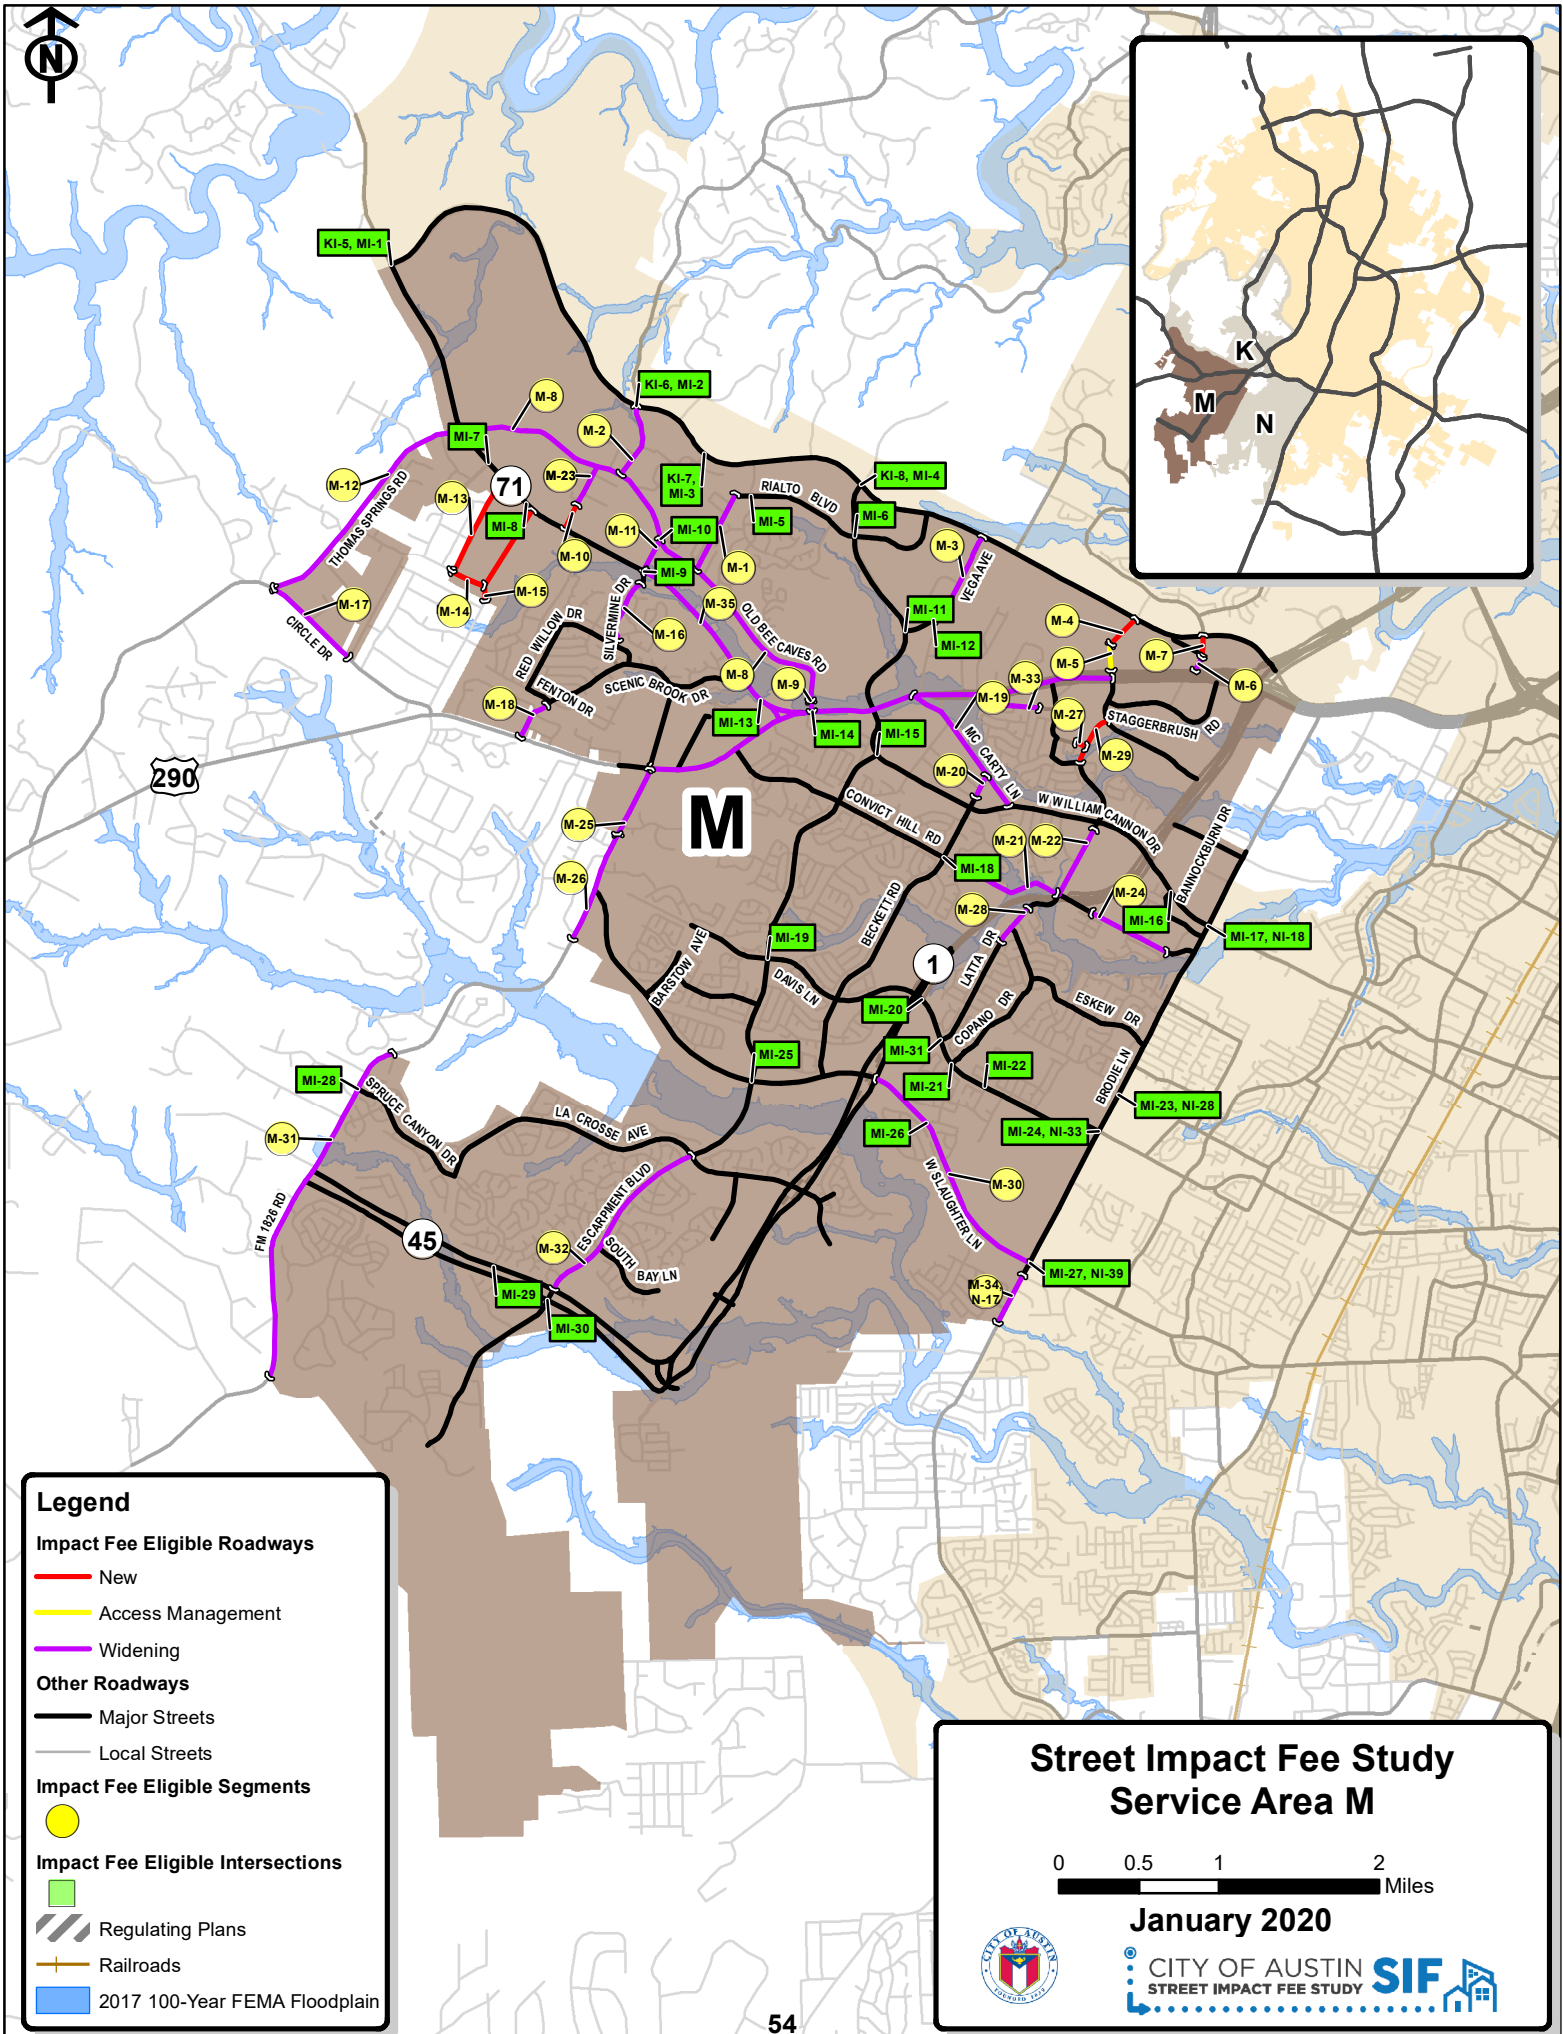 N
K
M
N
KI-5, MI-1
KI-6, MI-2
M-8
M-2
MI-7
M-23
KI-7,
MI-3
RIALTO BLVD
KI-8, MI-4
M-12
M-13
71
MI-8
M-11
MI-10
MI-5
MI-6
THOMAS SPRINGS RD
M-10
MI-9
M-1
M-3
VEGA AVE
M-17
M-14
M-15
M-35
MI-11
M-4
CIRCLE DR
RED WILLOW DR
SILVERMINE DR
M-16
OLD BEE CAVES RD
MI-12
M-5
M-7
M-6
FENTON DR
SCENIC BROOK DR
M-8
M-9
M-19
M-33
M-18
MI-13
MI-14
MI-15
M-27
STAGGERBRUSH RD
M-29
MC CARTY LN
M-20
290
M
CONVICT HILL RD
W WILLIAM CANNON DR
BANNOCKBURN DR
M-25
M-21
M-22
MI-18
M-26
M-24
MI-16
M-28
BECKETT RD
MI-17, NI-18
MI-19
BARSTOW AVE
DAVIS LN
1
LATTA DR
MI-20
COPANO DR
ESKEW DR
MI-31
MI-25
MI-22
MI-21
BRODIE LN
MI-28
SPRUCE CANYON DR
MI-23, NI-28
LA CROSSE AVE
MI-26
MI-24, NI-33
M-31
W SLAUGHTER LN
M-30
FM 1826 RD
45
ESCARPMENT BLVD
M-32
SOUTH BAY LN
MI-27, NI-39
M-34,
N-17
MI-29
MI-30
Legend
Impact Fee Eligible Roadways
New
Access Management
Widening
Other Roadways
Major Streets
Local Streets
Impact Fee Eligible Segments
Impact Fee Eligible Intersections
Regulating Plans
Railroads
2017 100-Year FEMA Floodplain
Street Impact Fee Study
Service Area M
0 0.5 1 2
Miles
January 2020
CITY OF AUSTIN
FOUNDED 1839
CITY OF AUSTIN
STREET IMPACT FEE STUDY
SIF
54